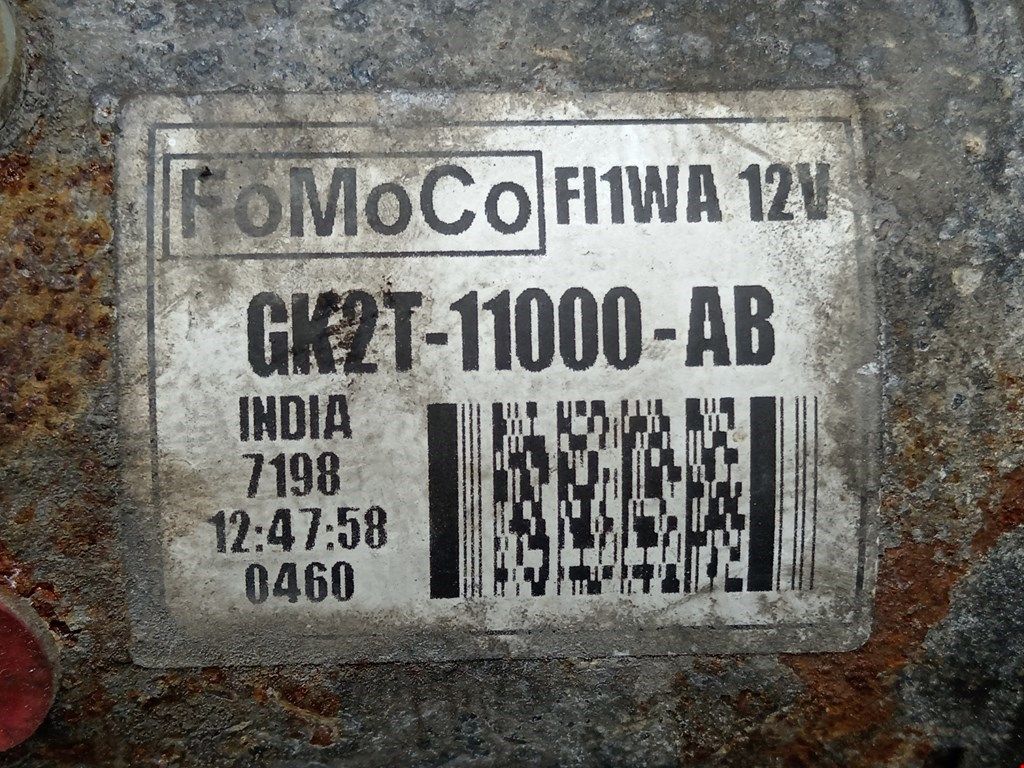 FoMoCo FI1WA 12V
GK2T-11000-AB
INDIA
7198
12:47:58
0460